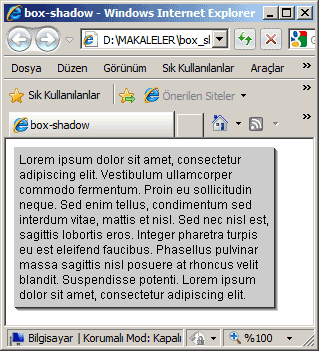 box-shadow - Windows Internet Explorer
D:\MAKALELER\box_sl
Dosya Düzen Görünüm Sık Kullanılanlar Araçlar »
Sık Kullanılanlar Önerilen Siteler »
box-shadow »
Lorem ipsum dolor sit amet, consectetur
adipiscing elit. Vestibulum ullamcorper
commodo fermentum. Proin eu sollicitudin
neque. Sed enim tellus, condimentum sed
interdum vitae, mattis et nisl. Sed nec nisl est,
sagittis lobortis eros. Integer pharetra turpis
eu est eleifend faucibus. Phasellus pulvinar
massa sagittis nisl posuere at rhoncus velit
blandit. Suspendisse potenti. Lorem ipsum
dolor sit amet, consectetur adipiscing elit.
Bilgisayar | Korumalı Mod: Kapalı %100